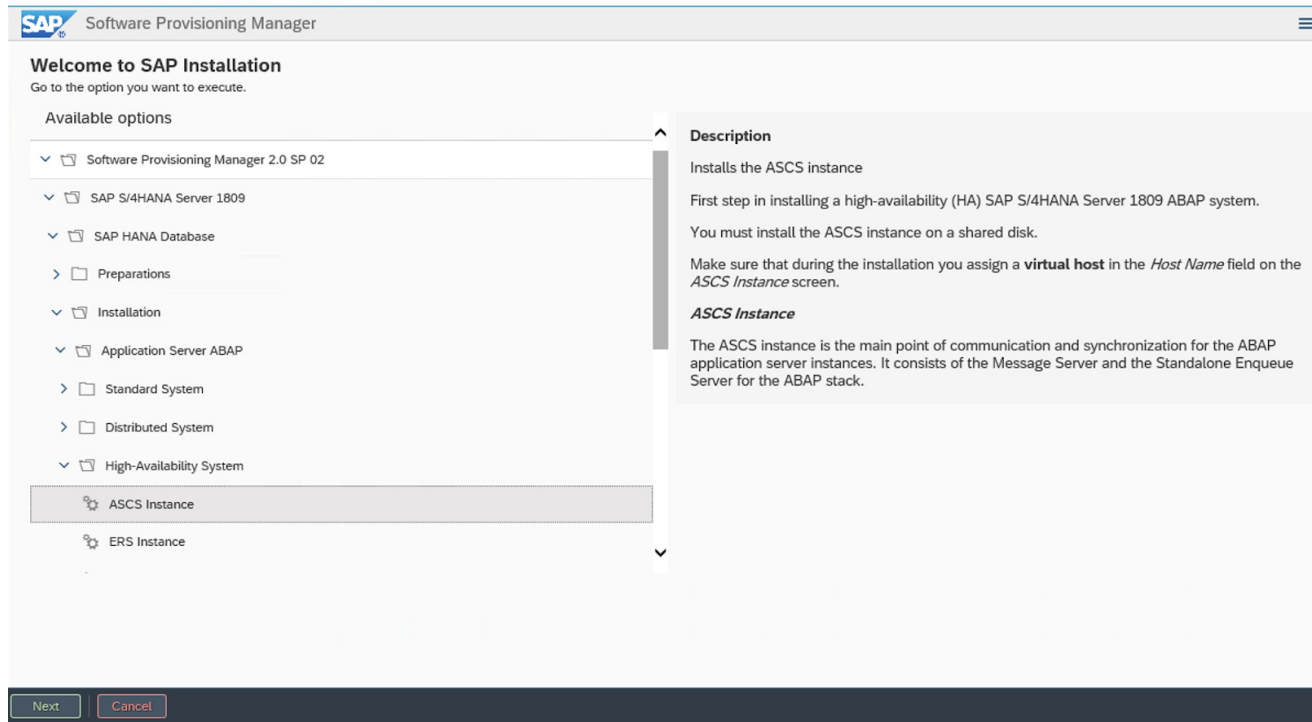 SAP Software Provisioning Manager
Welcome to SAP Installation
Go to the option you want to execute.
Available options
Software Provisioning Manager 2.0 SP 02
SAP S/4HANA Server 1809
SAP HANA Database
Preparations
Installation
Application Server ABAP
Standard System
Distributed System
High-Availability System
ASCS Instance
ERS Instance
Description
Installs the ASCS instance
First step in installing a high-availability (HA) SAP S/4HANA Server 1809 ABAP system.
You must install the ASCS instance on a shared disk.
Make sure that during the installation you assign a virtual host in the Host Name field on the
ASCS Instance screen.
ASCS Instance
The ASCS instance is the main point of communication and synchronization for the ABAP
application server instances. It consists of the Message Server and the Standalone Enqueue
Server for the ABAP stack.
Next
Cancel